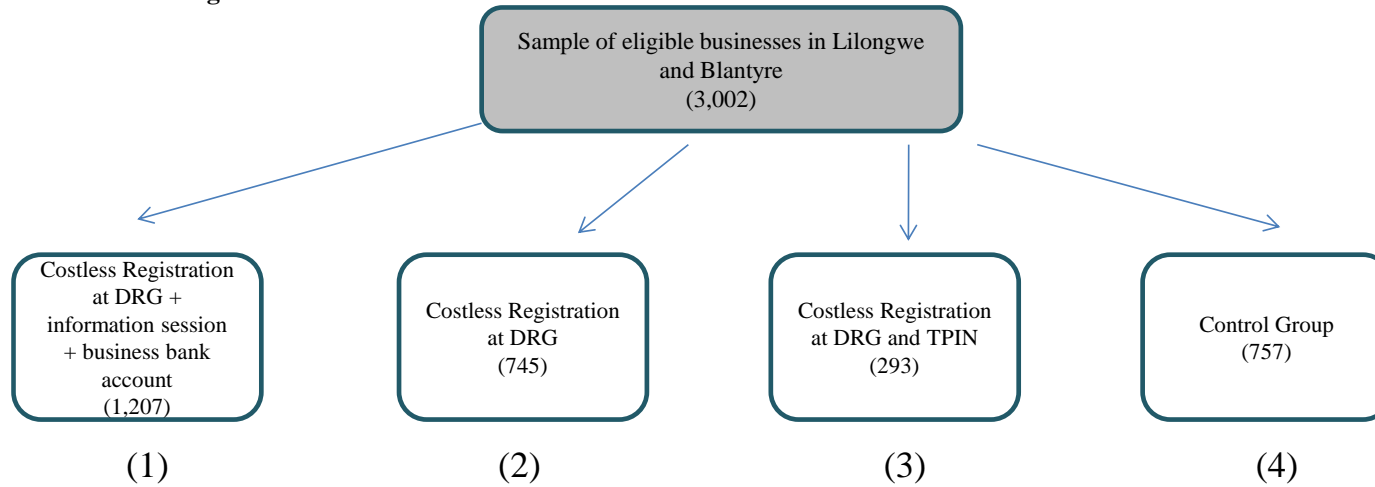 Sample of eligible businesses in Lilongwe
and Blantyre
(3,002)
Costless Registration
at DRG +
information session
+ business bank
account
(1,207)
Costless Registration
at DRG
(745)
Costless Registration
at DRG and TPIN
(293)
Control Group
(757)
(1)
(2)
(3)
(4)